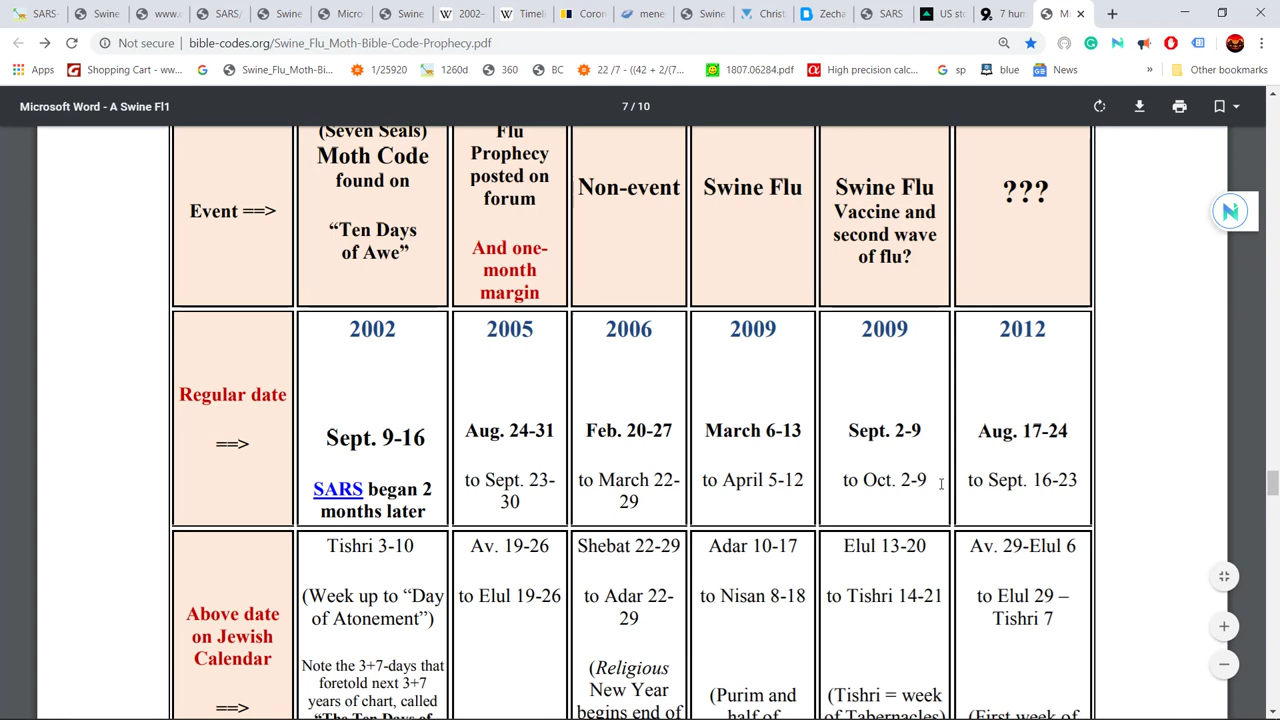 SARS-
Swine
www.c
SARS/
Swine
Micro
Swine
2002-
Timeli
Coron
mene
Swine
Christ
Zecha
SARS
US sto
7 hum
M
Not secure
bible-codes.org/Swine_Flu_Moth-Bible-Code-Prophecy.pdf
Apps
Shopping Cart - ww...
Swine_Flu_Moth-Bi...
1/25920
12600
360
BC
22 /7 - ((42 + 2/(7...
1807.06284.pdf
High precision calc...
sp
blue
News
»
Other bookmarks
Microsoft Word - A Swine Fl1
7 / 10
Event ==>
(Seven Seals)
Moth Code
found on
“Ten Days
of Awe”
Flu
Prophecy
posted on
forum
And one-
month
margin
Non-event
Swine Flu
Swine Flu
Vaccine and
second wave
of flu?
???
Regular date
==>
2002
Sept. 9-16
SARS began 2
months later
2005
Aug. 24-31
to Sept. 23-
30
2006
Feb. 20-27
to March 22-
29
2009
March 6-13
to April 5-12
2009
Sept. 2-9
to Oct. 2-9
2012
Aug. 17-24
to Sept. 16-23
Above date
on Jewish
Calendar
==>
Tishri 3-10
(Week up to “Day
of Atonement”)
Note the 3+7-days that
foretold next 3+7
years of chart, called
“The Ten Days of
Av. 19-26
to Elul 19-26
Shebat 22-29
to Adar 22-
29
(Religious
New Year
begins end of
Adar 10-17
to Nisan 8-18
(Purim and
half of
Elul 13-20
to Tishri 14-21
(Tishri = week
of Tabernacles)
Av. 29-Elul 6
to Elul 29 –
Tishri 7
(First week of